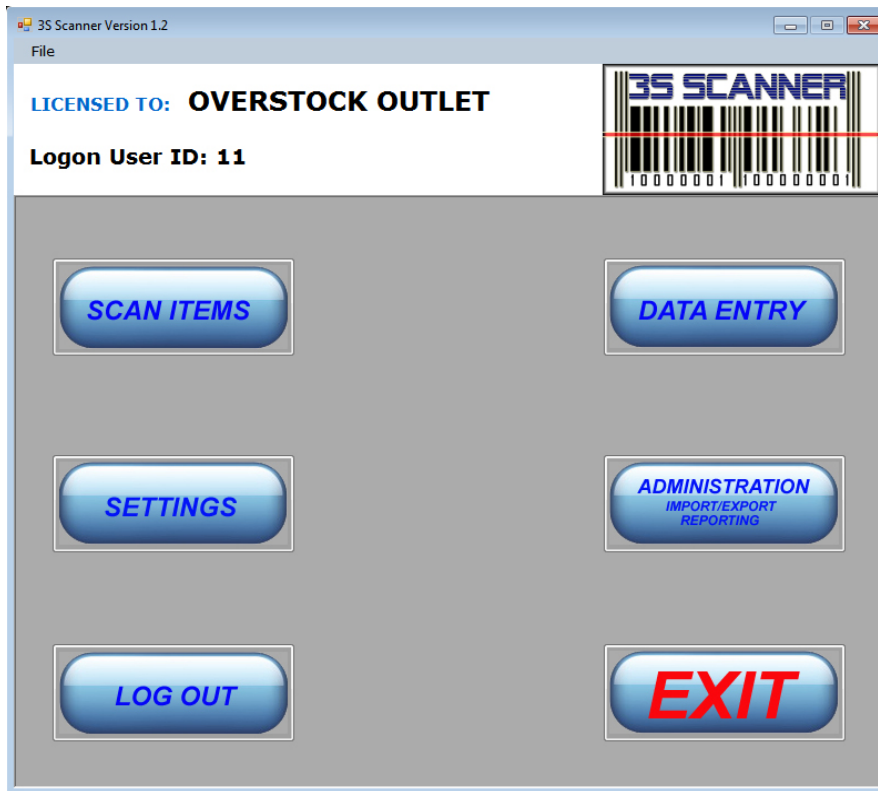 3S Scanner Version 1.2
File
LICENSED TO: OVERSTOCK OUTLET
3S SCANNER
Logon User ID: 11
10000001 100000001
SCAN ITEMS
DATA ENTRY
SETTINGS
ADMINISTRATION
IMPORT/EXPORT
REPORTING
LOG OUT
EXIT